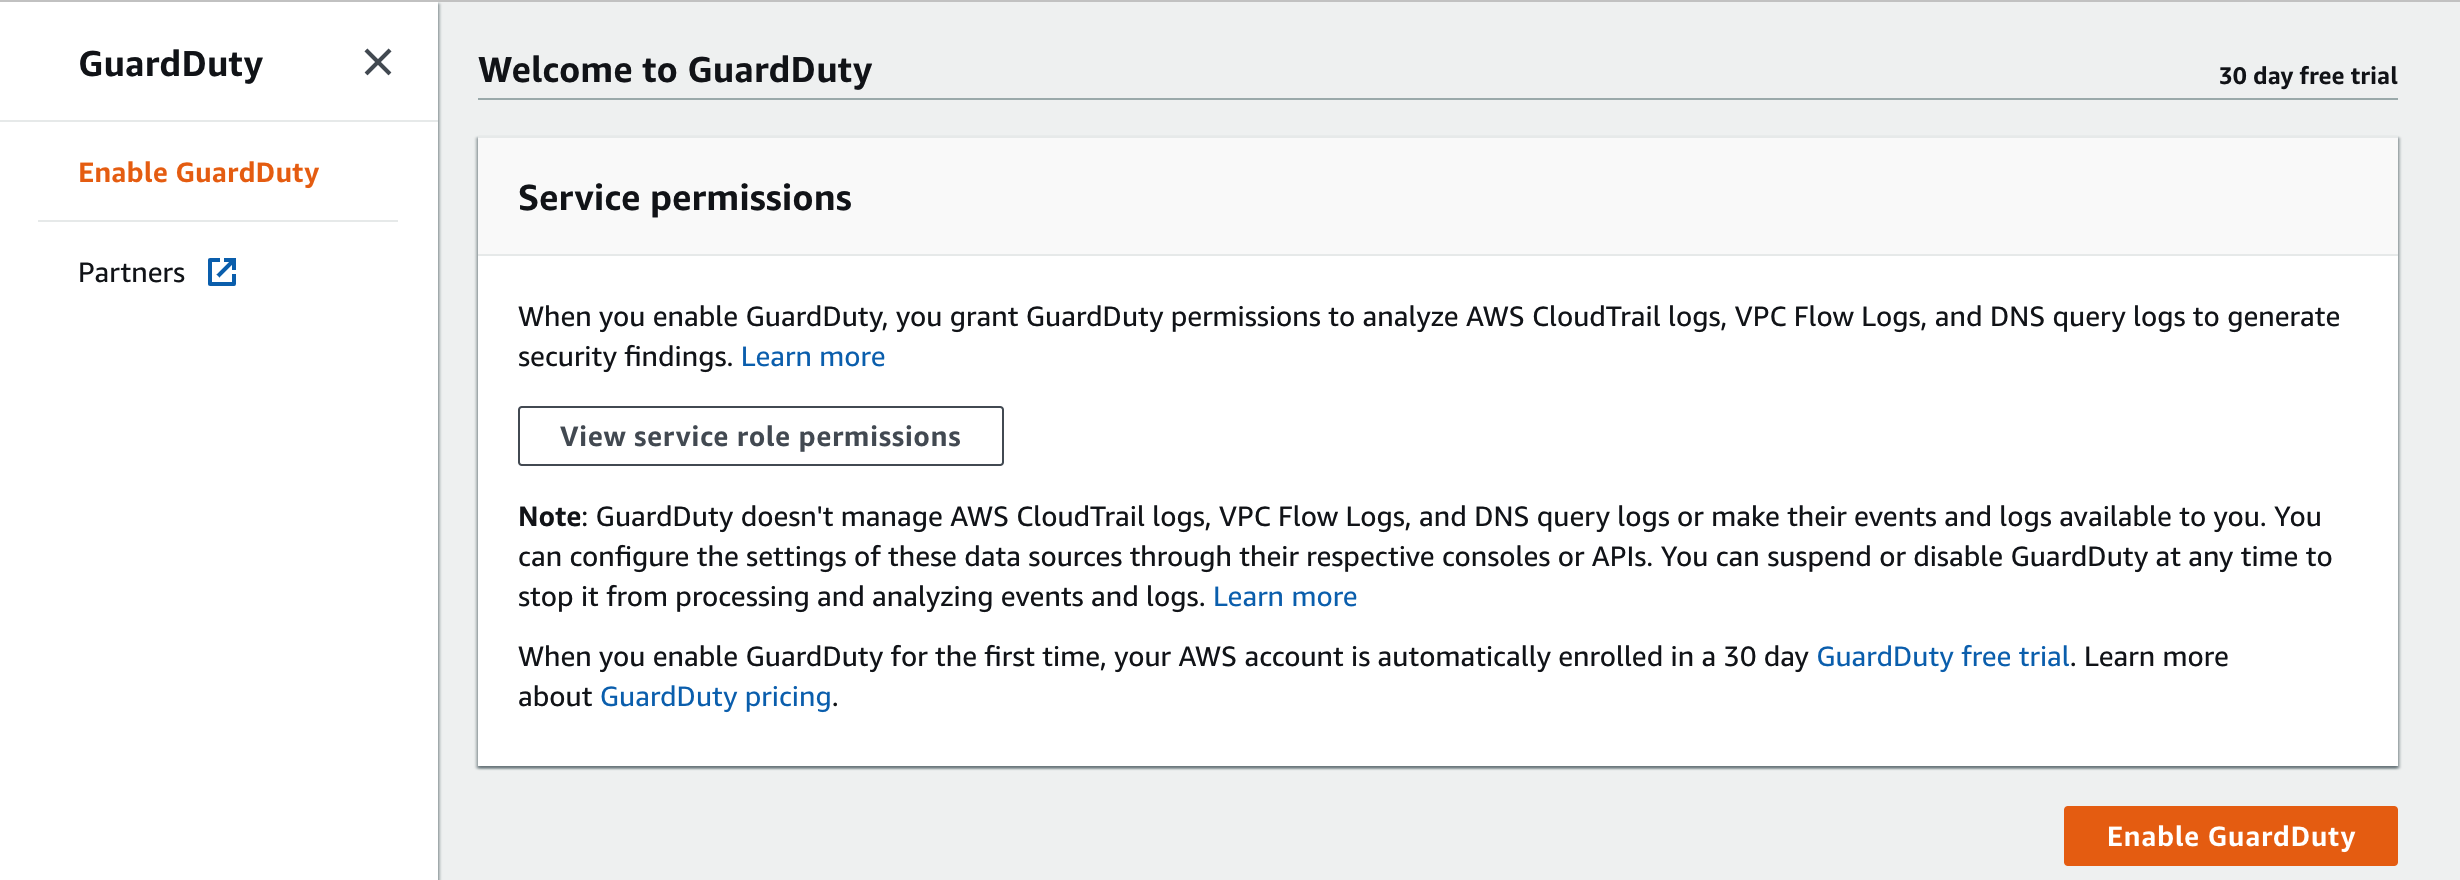 GuardDuty
Enable GuardDuty
Partners
Welcome to GuardDuty
30 day free trial
Service permissions
When you enable GuardDuty, you grant GuardDuty permissions to analyze AWS CloudTrail logs, VPC Flow Logs, and DNS query logs to generate
security findings. Learn more
View service role permissions
Note: GuardDuty doesn't manage AWS CloudTrail logs, VPC Flow Logs, and DNS query logs or make their events and logs available to you. You
can configure the settings of these data sources through their respective consoles or APIs. You can suspend or disable GuardDuty at any time to
stop it from processing and analyzing events and logs. Learn more
When you enable GuardDuty for the first time, your AWS account is automatically enrolled in a 30 day GuardDuty free trial. Learn more
about GuardDuty pricing.
Enable GuardDuty